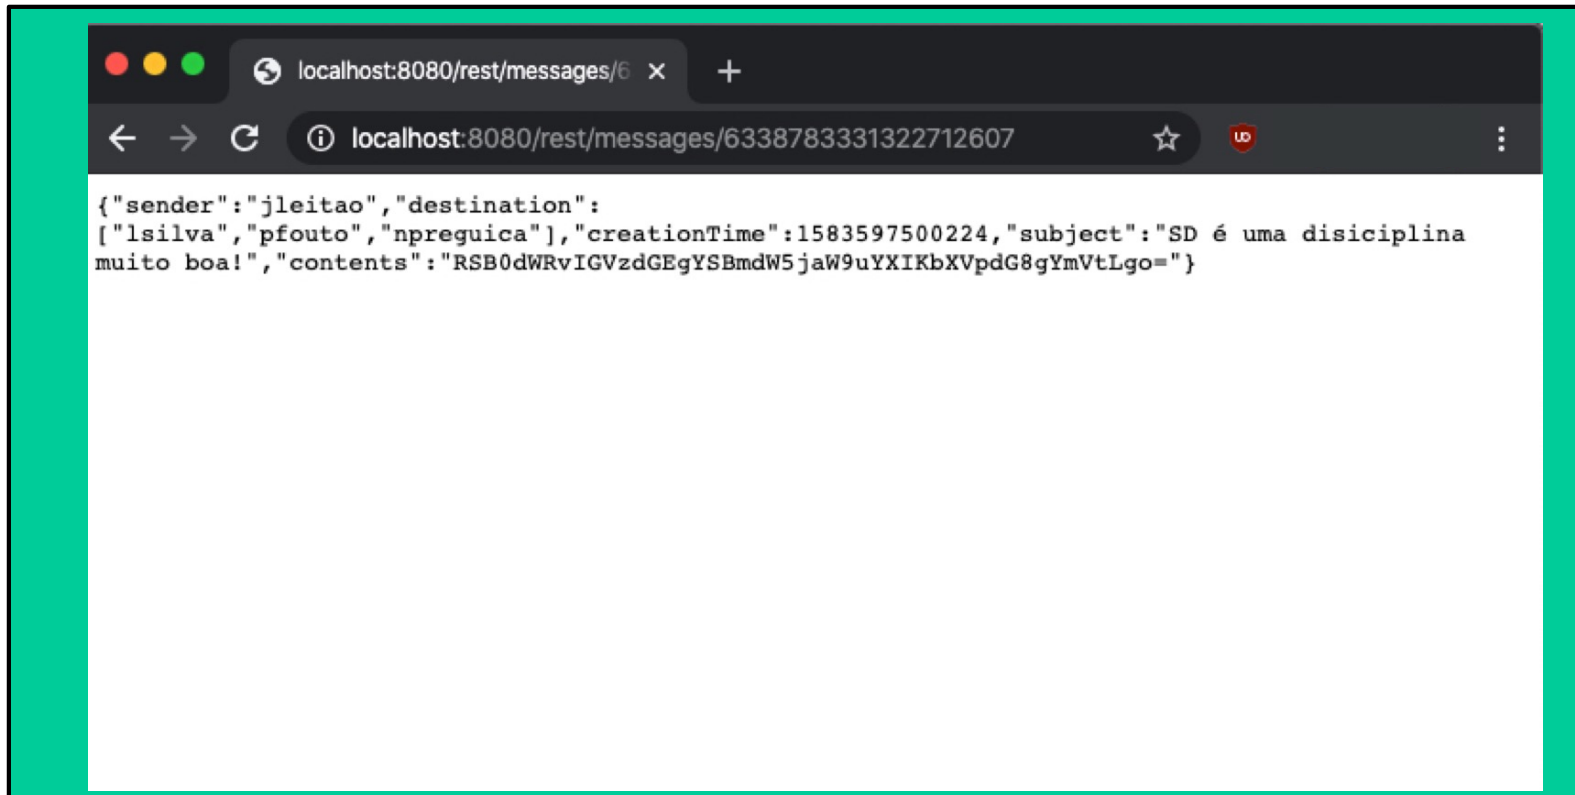 localhost:8080/rest/messages/6
localhost:8080/rest/messages/6338783331322712607
{"sender":"jleitao","destination":
["lsilva","pfouto","npreguica"],"creationTime":1583597500224,"subject":"SD é uma disiciplina
muito boa!","contents":"RSB0dWRvIGVzdGEgYSBmdW5jaW9uYXIKbXVpdG8gYmVtLgo="}